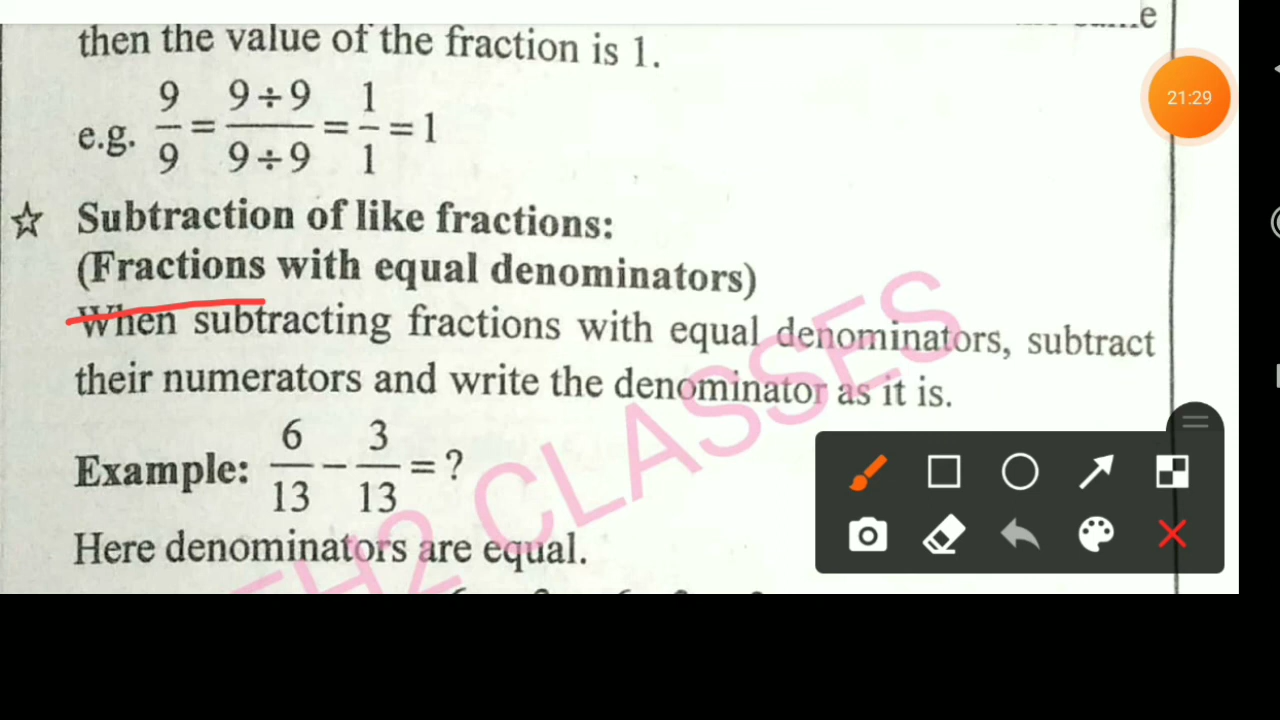 then the value of the fraction is 1.
e.g. 9/9 = 9÷9/9÷9 = 1/1 = 1
☆ Subtraction of like fractions:
(Fractions with equal denominators)
When subtracting fractions with equal denominators, subtract
their numerators and write the denominator as it is.
Example: 6/13 − 3/13 = ?
Here denominators are equal.
CLASSES
21:29